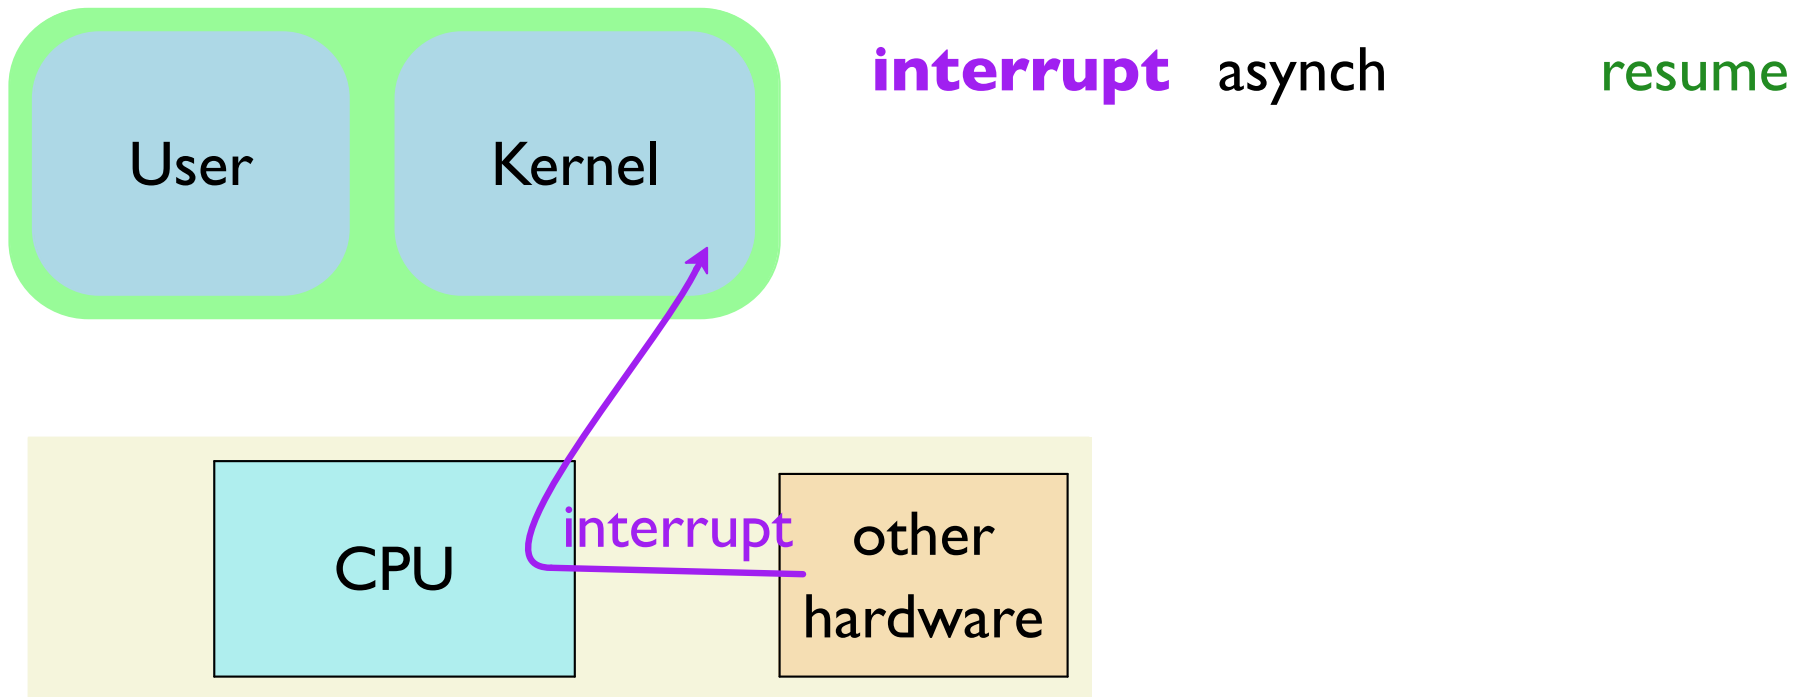 interrupt asynch resume
User
Kernel
interrupt
CPU
other
hardware